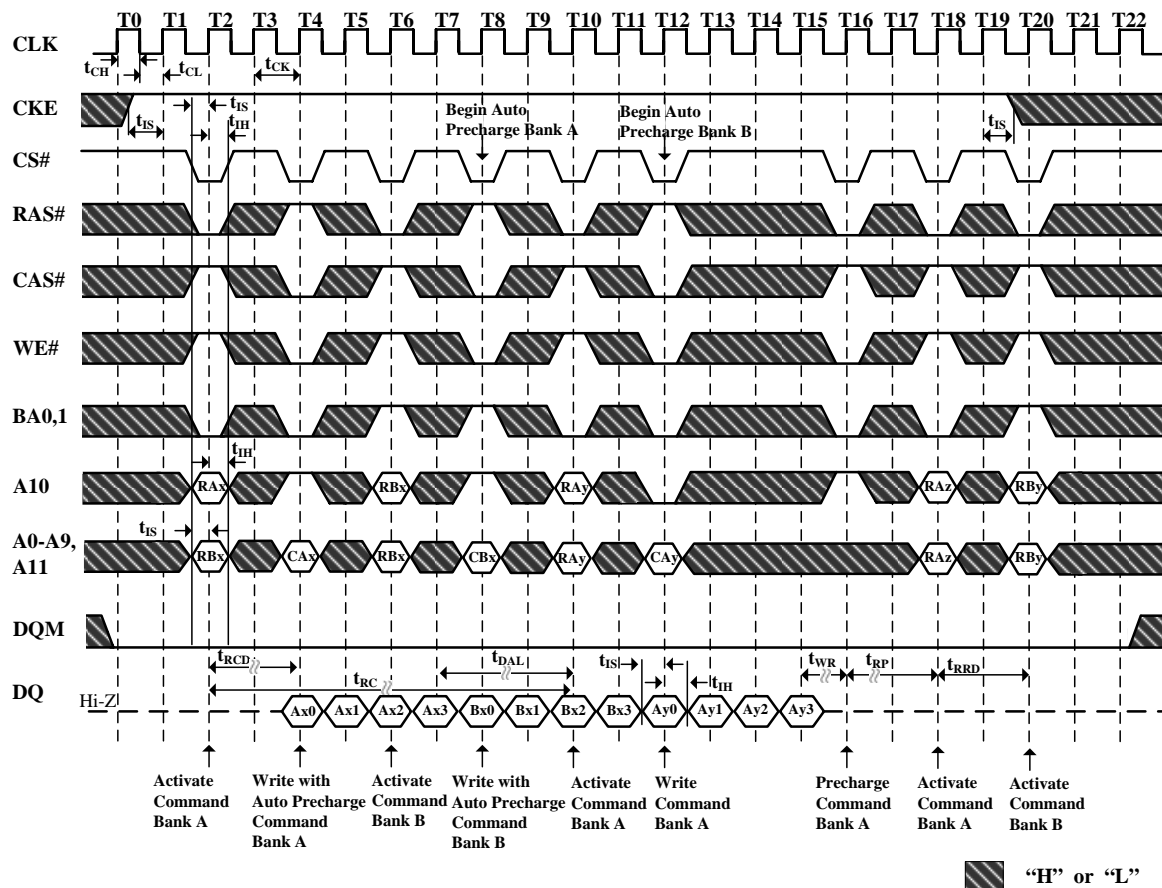 T0 T1 T2 T3 T4 T5 T6 T7 T8 T9 T10 T11 T12 T13 T14 T15 T16 T17 T18 T19 T20 T21 T22
CLK
tCH tCL tCK
CKE
tIS tIS tIH
Begin Auto
Precharge Bank A
Begin Auto
Precharge Bank B
tIS
CS#
RAS#
CAS#
WE#
BA0,1
tIH
A10
RAx RBx RAy RAz RBy
tIS
A0-A9,
A11
RBx CAx RBx CBx RAy CAy RAz RBy
DQM
tRCD tRC tDAL tIS tIH tWR tRP tRRD
DQ
Hi-Z
Ax0 Ax1 Ax2 Ax3 Bx0 Bx1 Bx2 Bx3 Ay0 Ay1 Ay2 Ay3
Activate
Command
Bank A
Write with
Auto Precharge
Command
Bank A
Activate
Command
Bank B
Write with
Auto Precharge
Command
Bank B
Activate
Command
Bank A
Write
Command
Bank A
Precharge
Command
Bank A
Activate
Command
Bank A
Activate
Command
Bank B
“H” or “L”